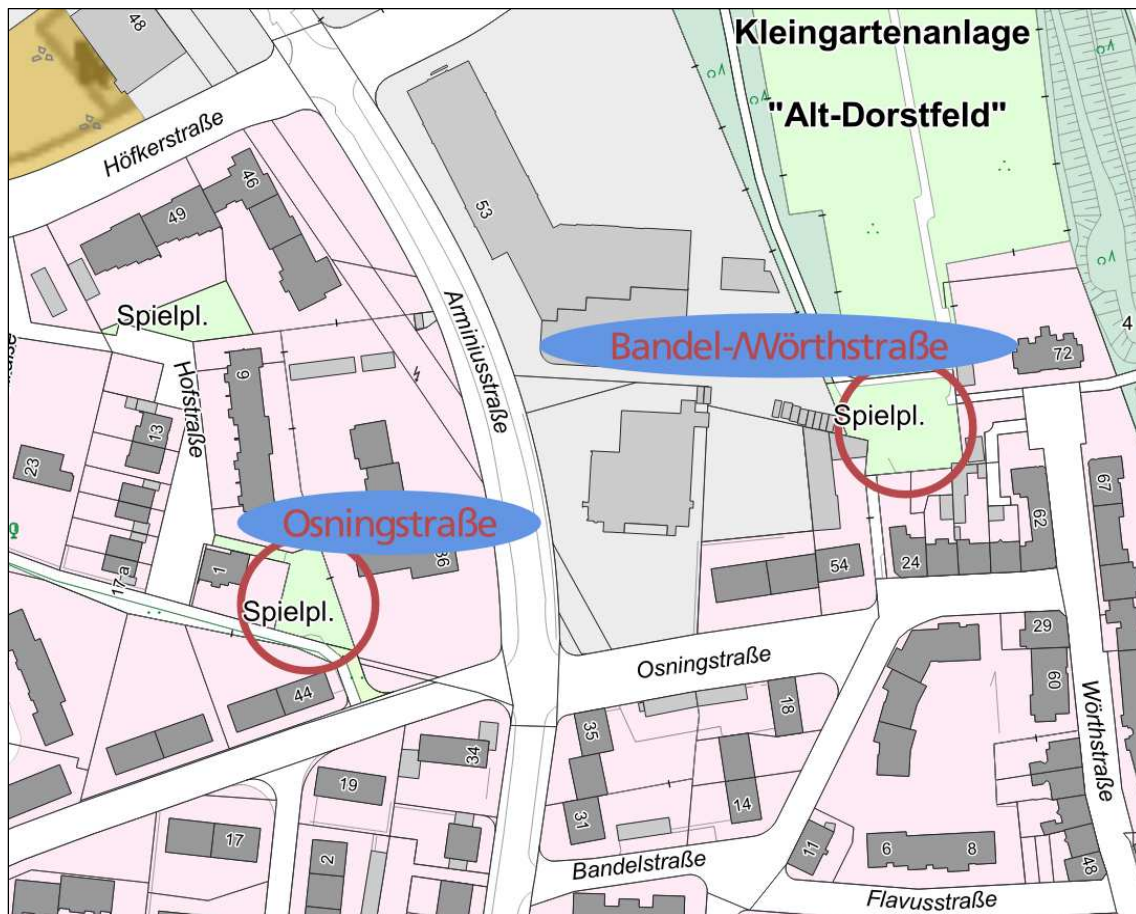 48
Kleingartenanlage
"Alt-Dorstfeld"
Höfkerstraße
46
49
53
Spielpl.
Arminiusstraße
Bandel-/Wörthstraße
72
4
Hofstraße
9
13
23
Spielpl.
67
62
Osningstraße
36
1
17-a
54
24
Spielpl.
29
Osningstraße
60
44
18
35
Wörthstraße
34
19
14
31
17
2
11
6
8
48
Bandelstraße
Flavusstraße